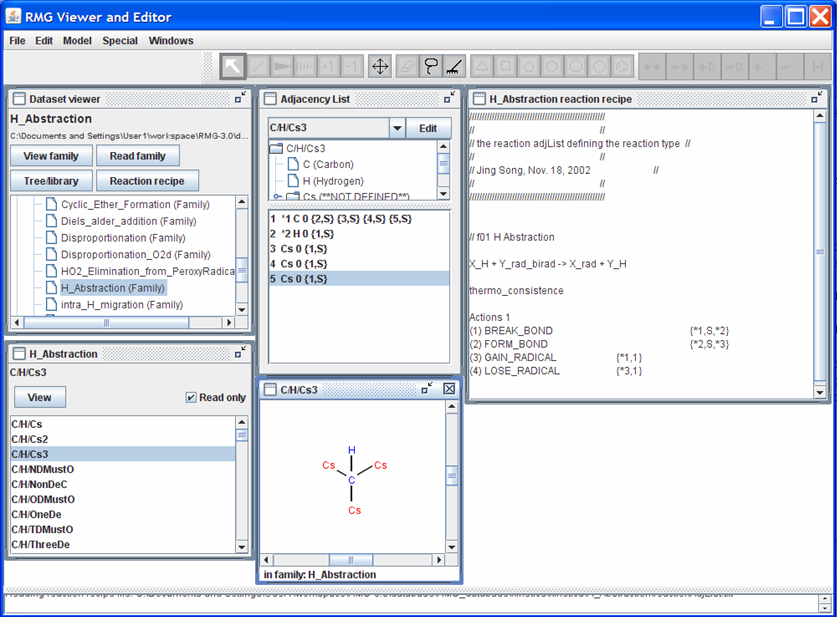 RMG Viewer and Editor
File Edit Model Special Windows
+1 -1
Dataset viewer
H_Abstraction
C:\Documents and Settings\User1\workspace\RMG-3.0\d...
View family Read family
Tree/library Reaction recipe
Cyclic_Ether_Formation (Family)
Diels_alder_addition (Family)
Disproportionation (Family)
Disproportionation_O2d (Family)
HO2_Elimination_from_PeroxyRadica
H_Abstraction (Family)
intra_H_migration (Family)
H_Abstraction
C/H/Cs3
View Read only
C/H/Cs
C/H/Cs2
C/H/Cs3
C/H/NDMustO
C/H/NonDeC
C/H/ODMustO
C/H/OneDe
C/H/TDMustO
C/H/ThreeDe
Adjacency List
C/H/Cs3 Edit
C/H/Cs3
C (Carbon)
H (Hydrogen)
Cs (**NOT DEFINED**)
1 *1 C 0 {2,S} {3,S} {4,S} {5,S}
2 *2 H 0 {1,S}
3 Cs 0 {1,S}
4 Cs 0 {1,S}
5 Cs 0 {1,S}
C/H/Cs3
H
Cs Cs
C
Cs
in family: H_Abstraction
H_Abstraction reaction recipe
// //
// the reaction adjList defining the reaction type //
// //
// Jing Song, Nov. 18, 2002 //
// //
// f01 H Abstraction
X_H + Y_rad_birad -> X_rad + Y_H
thermo_consistence
Actions 1
(1) BREAK_BOND {*1,S,*2}
(2) FORM_BOND {*2,S,*3}
(3) GAIN_RADICAL {*1,1}
(4) LOSE_RADICAL {*3,1}